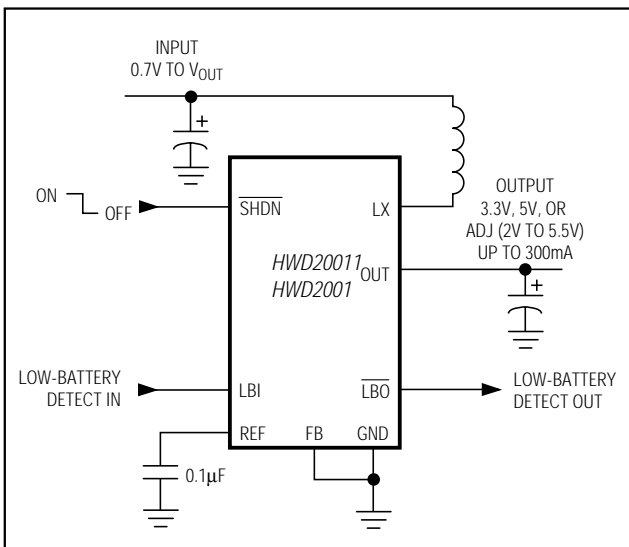 INPUT
0.7V TO VOUT
+
ON
OFF
SHDN
LX
OUTPUT
3.3V, 5V, OR
ADJ (2V TO 5.5V)
UP TO 300mA
HWD20011
HWD2001
OUT
+
LOW-BATTERY
DETECT IN
LBI
LBO
LOW-BATTERY
DETECT OUT
REF
FB
GND
0.1µF